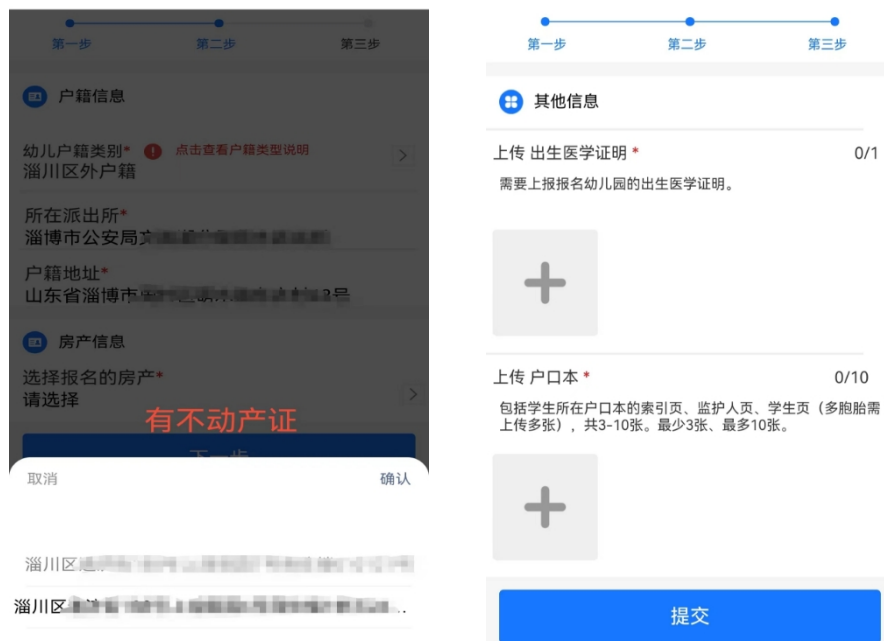 第一步 第二步 第三步
户籍信息
幼儿户籍类别* 点击查看户籍类型说明
淄川区外户籍
所在派出所*
淄博市公安局文
户籍地址*
山东省淄博市
3号
房产信息
选择报名的房产*
请选择
有不动产证
下一步
取消 确认
淄川区
淄川区
...
第一步 第二步 第三步
其他信息
上传 出生医学证明 * 0/1
需要上报报名幼儿园的出生医学证明。
上传 户口本 * 0/10
包括学生所在户口本的索引页、监护人页、学生页（多胞胎需
上传多张），共3-10张。最少3张、最多10张。
提交